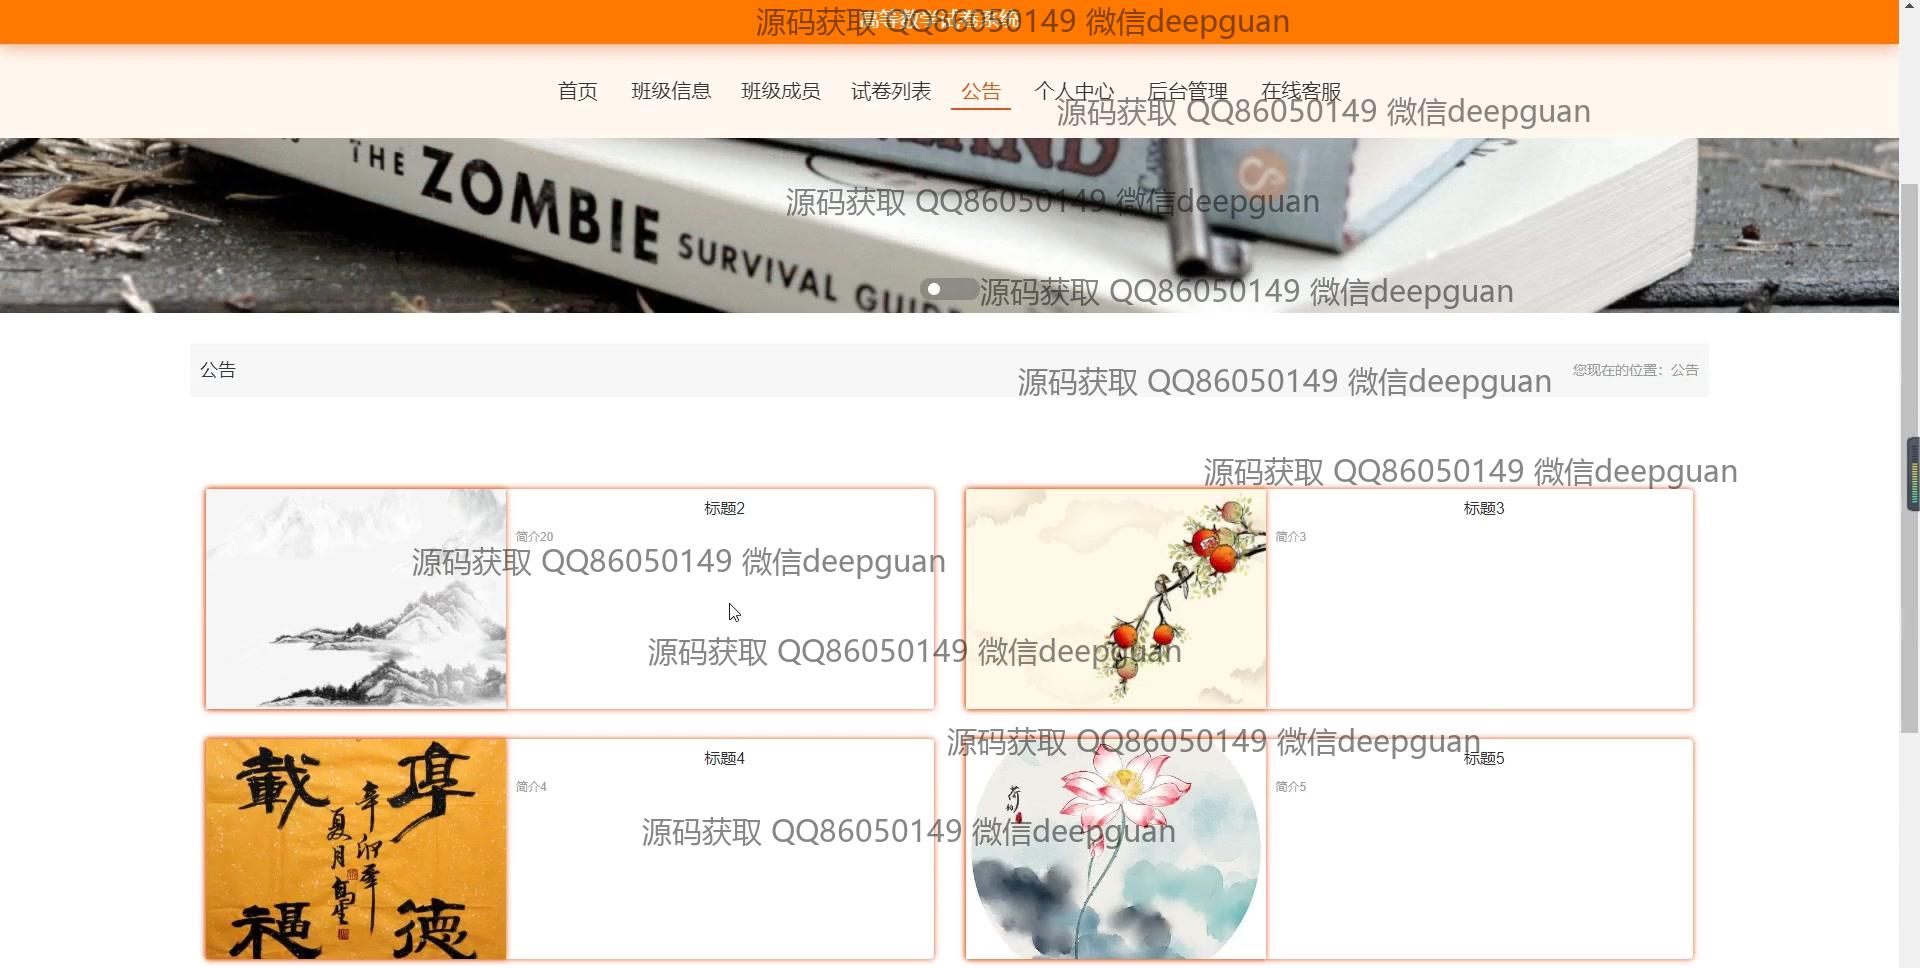 高等数学试卷系统
源码获取 QQ86050149 微信deepguan
首页 班级信息 班级成员 试卷列表 公告 个人中心 后台管理 在线客服
源码获取 QQ86050149 微信deepguan
THE ZOMBIE SURVIVAL GUIDE
源码获取 QQ86050149 微信deepguan
源码获取 QQ86050149 微信deepguan
公告
您现在的位置：公告
源码获取 QQ86050149 微信deepguan
源码获取 QQ86050149 微信deepguan
标题2
简介20
标题3
简介3
源码获取 QQ86050149 微信deepguan
源码获取 QQ86050149 微信deepguan
源码获取 QQ86050149 微信deepguan
載 厚
福 德
标题4
简介4
标题5
简介5
源码获取 QQ86050149 微信deepguan